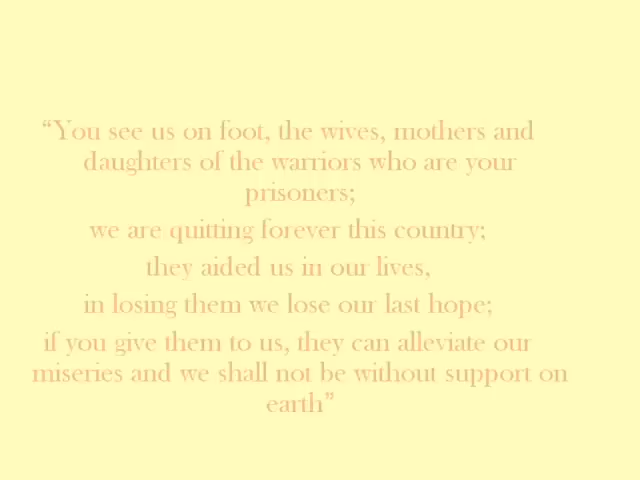 “You see us on foot, the wives, mothers and
daughters of the warriors who are your
prisoners;
we are quitting forever this country;
they aided us in our lives,
in losing them we lose our last hope;
if you give them to us, they can alleviate our
miseries and we shall not be without support on
earth”